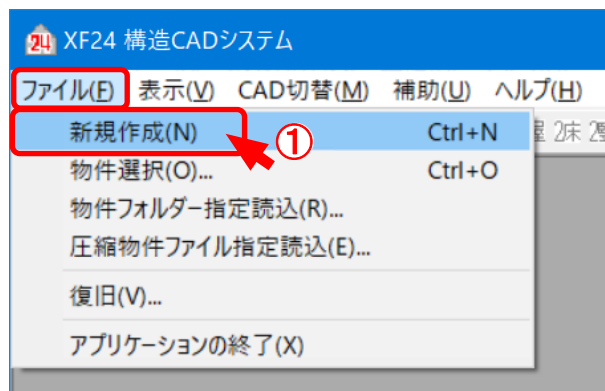 24 XF24 構造CADシステム
ファイル(F) 表示(V) CAD切替(M) 補助(U) ヘルプ(H)
新規作成(N) Ctrl+N
①
2床
物件選択(O)... Ctrl+O
物件フォルダー指定読込(R)...
圧縮物件ファイル指定読込(E)...
復旧(V)...
アプリケーションの終了(X)